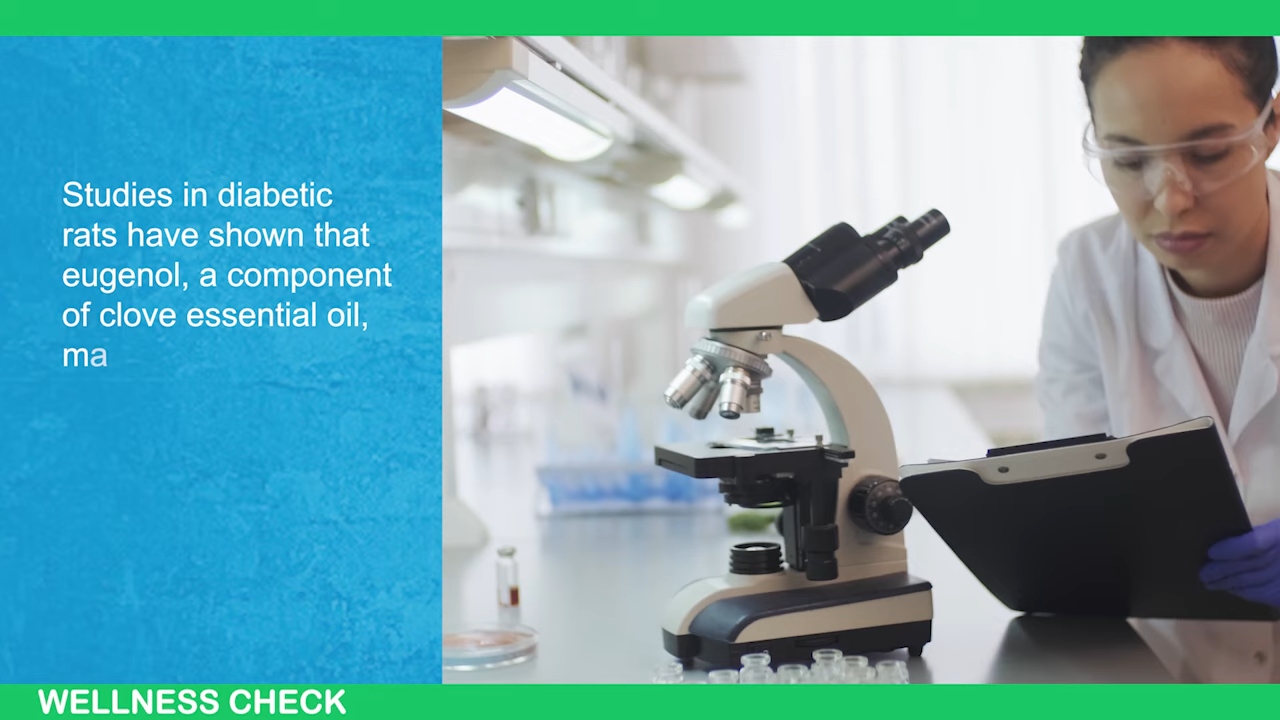 Studies in diabetic
rats have shown that
eugenol, a component
of clove essential oil,
ma
WELLNESS CHECK